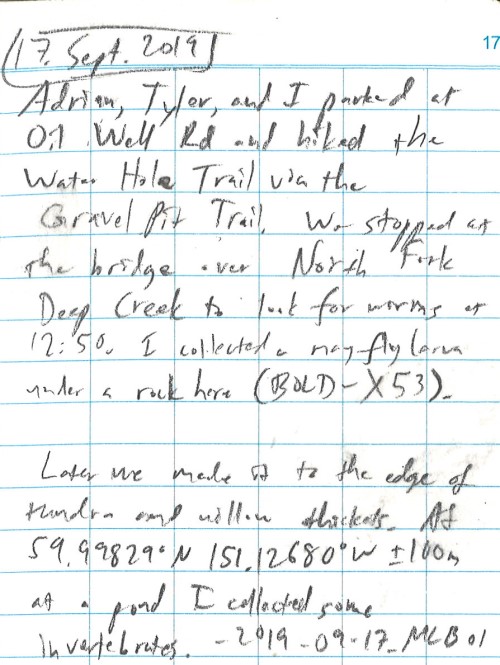 17
17. Sept. 2019
Adrian, Tyler, and I parked at
Oil Well Rd and hiked the
Water Hole Trail via the
Gravel Pit Trail. We stopped at
the bridge over North Fork
Deep Creek to look for worms at
12:50. I collected a mayfly larva
under a rock here (BOLD-X53).
Later we made it to the edge of
tundra and willow thickets. At
59.99829°N 151.12680°W ±100m
at a pond I collected some
invertebrates. - 2019-09-17_MLB01